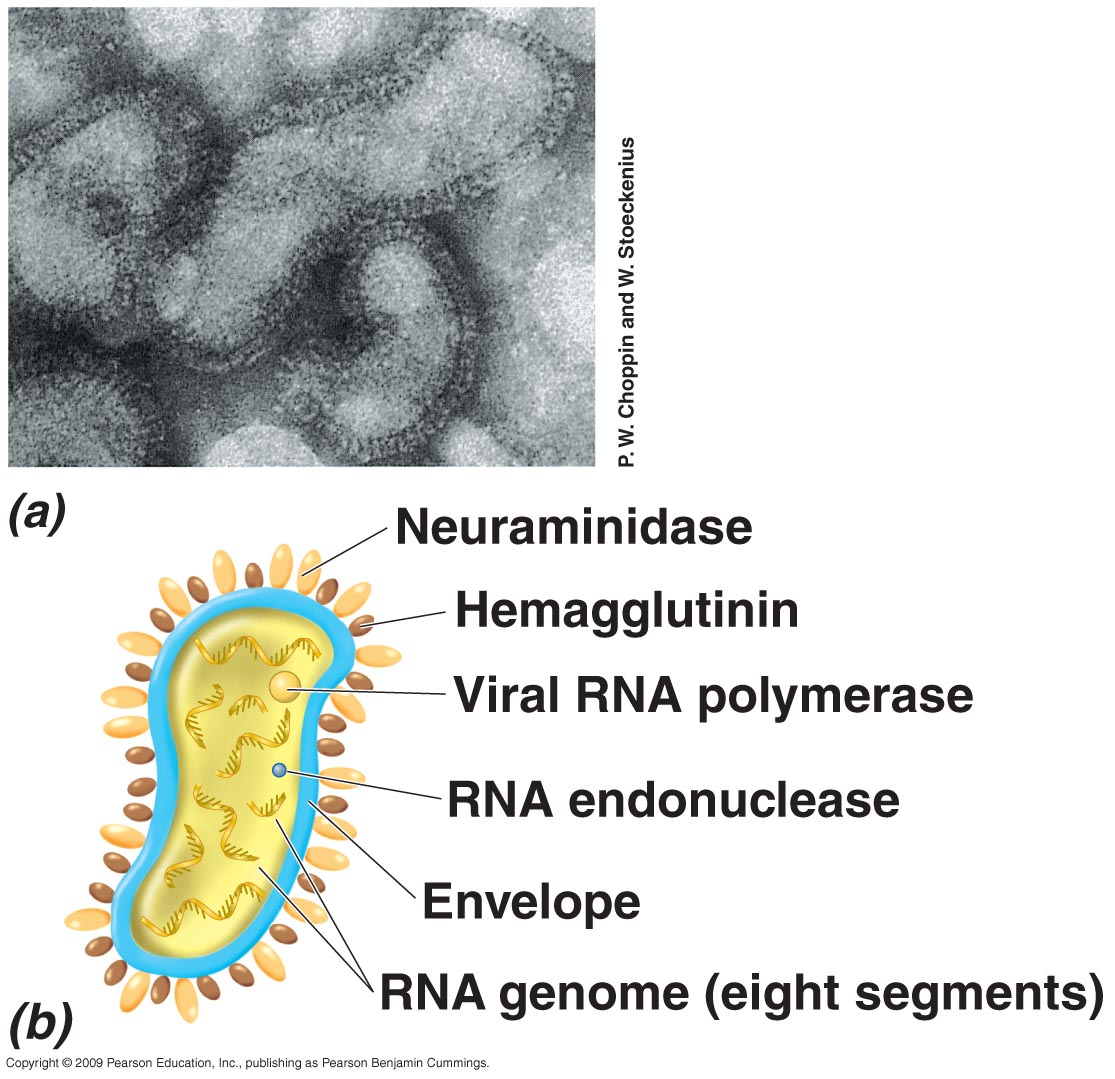 P. W. Choppin and W. Stoeckenius
(a)
Neuraminidase
Hemagglutinin
Viral RNA polymerase
RNA endonuclease
Envelope
RNA genome (eight segments)
(b)
Copyright © 2009 Pearson Education, Inc., publishing as Pearson Benjamin Cummings.